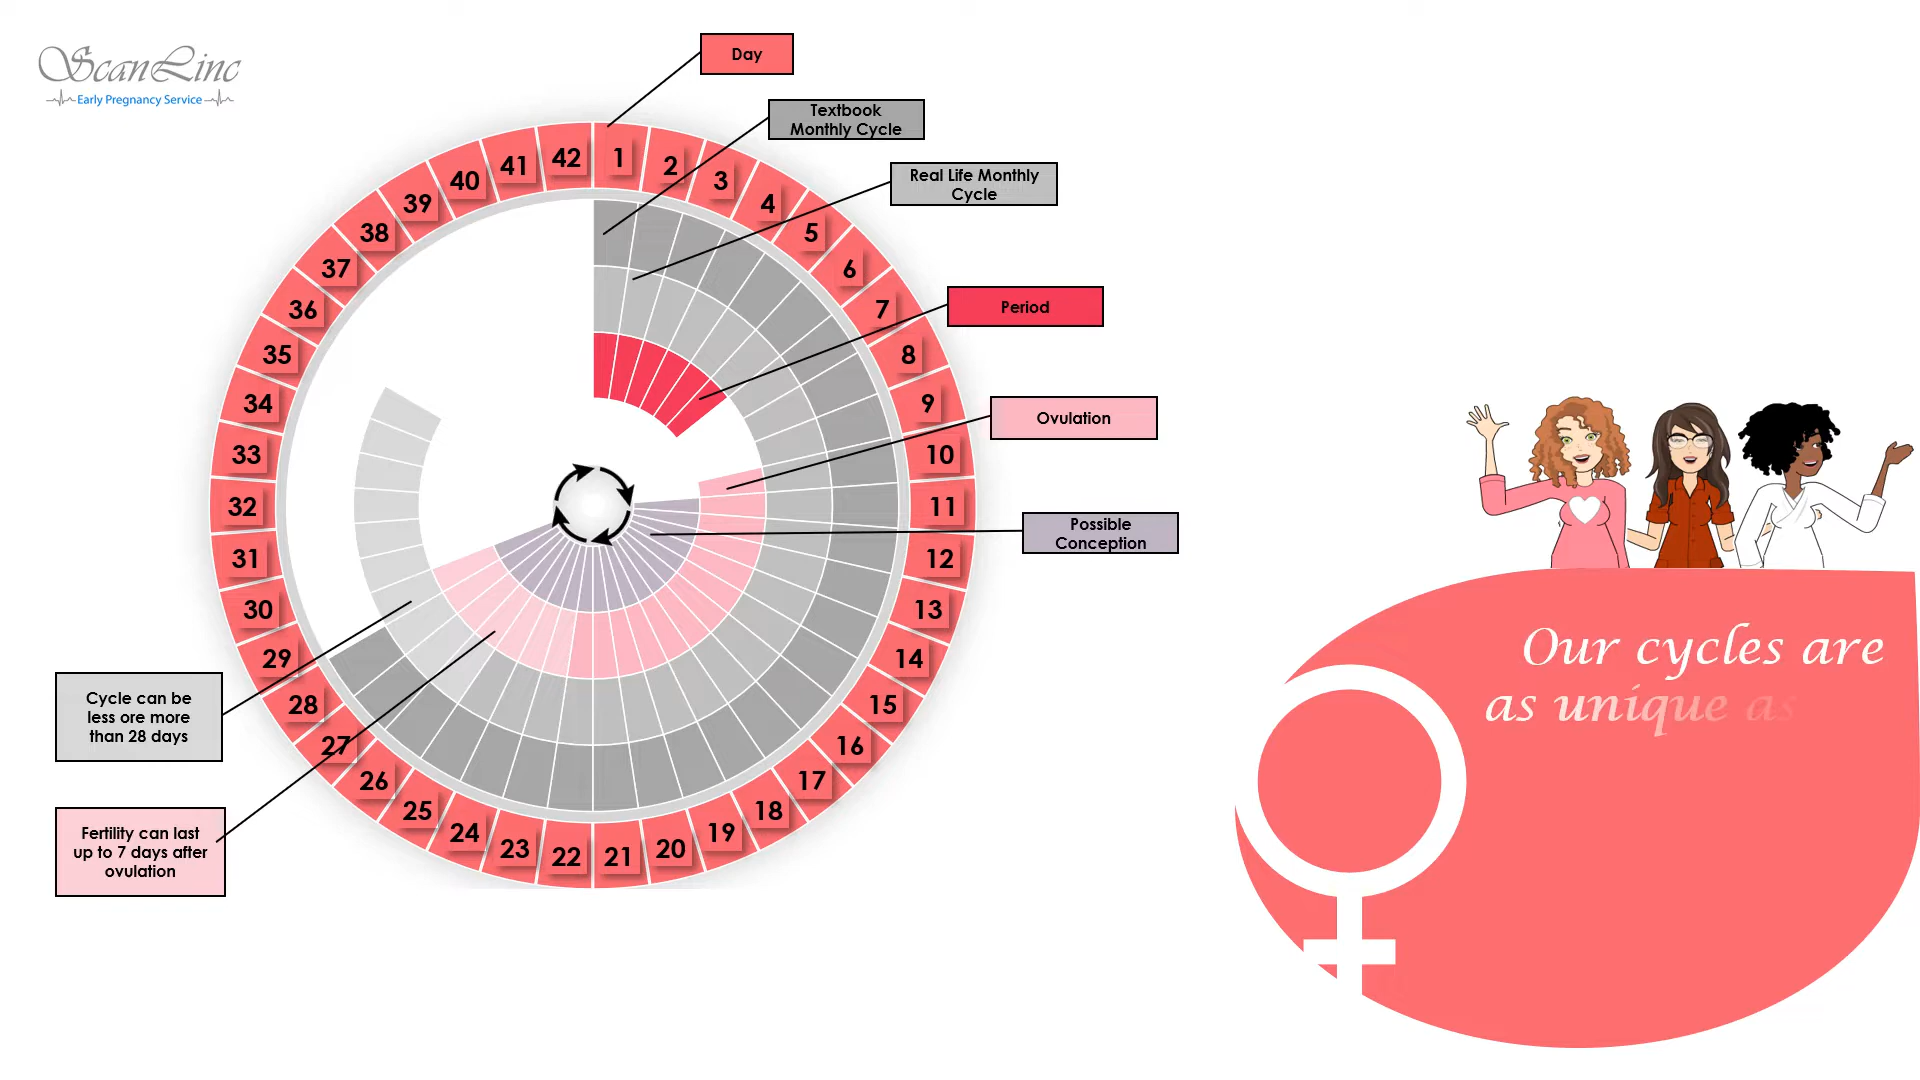 ScanLinc
Early Pregnancy Service
Day
Textbook
Monthly Cycle
Real Life Monthly
Cycle
Period
Ovulation
Possible
Conception
Cycle can be
less ore more
than 28 days
Fertility can last
up to 7 days after
ovulation
1
2
3
4
5
6
7
8
9
10
11
12
13
14
15
16
17
18
19
20
21
22
23
24
25
26
27
28
29
30
31
32
33
34
35
36
37
38
39
40
41
42
Our cycles are
as unique as